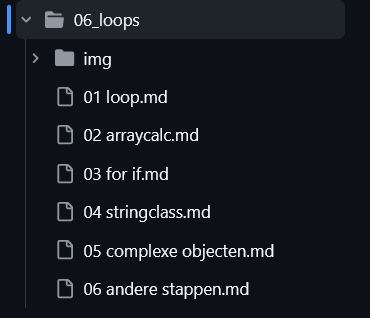 06_loops
img
01 loop.md
02 arraycalc.md
03 for if.md
04 stringclass.md
05 complexe objecten.md
06 andere stappen.md